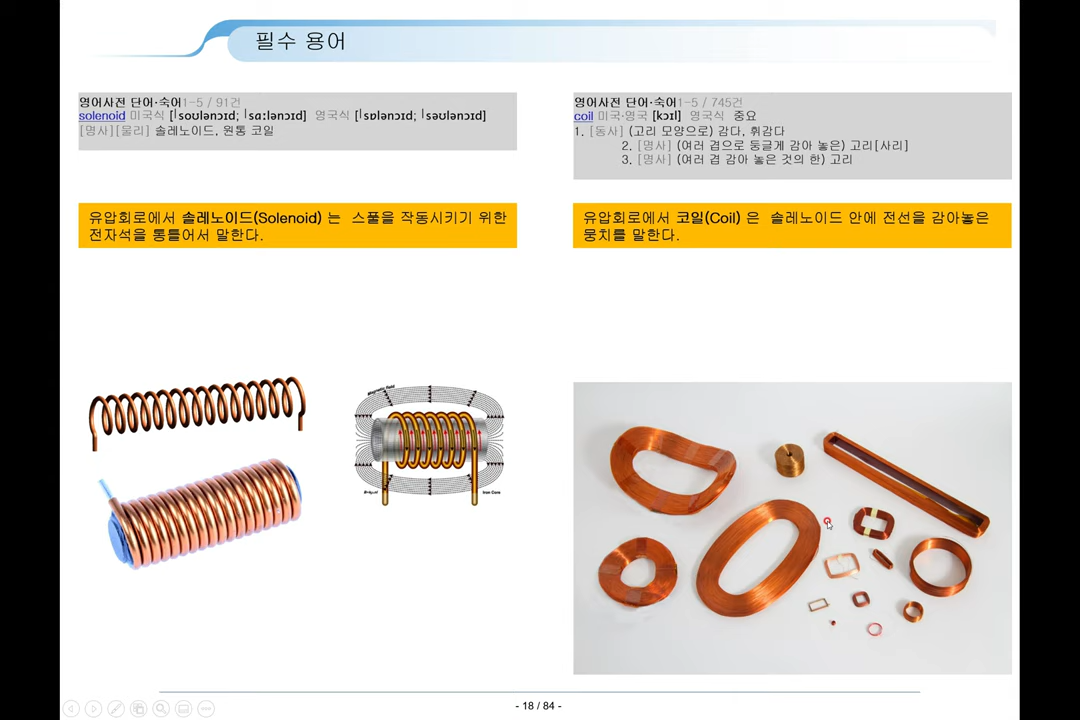 필수 용어
영어사전 단어·숙어1-5 / 91건
solenoid 미국식 [|soʊlənɔɪd; |sɑːlənɔɪd] 영국식 [|sɒlənɔɪd; |səʊlənɔɪd]
[명사][물리] 솔레노이드, 원통 코일
유압회로에서 솔레노이드(Solenoid) 는 스풀을 작동시키기 위한
전자석을 통틀어서 말한다.
Magnetic field
Iron Core
영어사전 단어·숙어1-5 / 745건
coil 미국·영국 [kɔɪl] 영국식 중요
1. [동사] (고리 모양으로) 감다, 휘감다
2. [명사] (여러 겹으로 둥글게 감아 놓은) 고리[사리]
3. [명사] (여러 겹 감아 놓은 것의 한) 고리
유압회로에서 코일(Coil) 은 솔레노이드 안에 전선을 감아놓은
뭉치를 말한다.
- 18 / 84 -